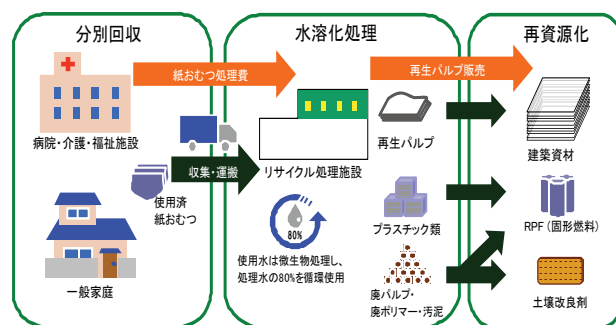 分別回収
水溶化処理
再資源化
紙おむつ処理費
再生パルプ販売
病院・介護・福祉施設
収集・運搬
リサイクル処理施設
再生パルプ
建築資材
使用済
紙おむつ
80%
プラスチック類
RPF(固形燃料)
使用水は微生物処理し、
処理水の80%を循環使用
一般家庭
廃パルプ・
廃ポリマー・汚泥
土壌改良剤